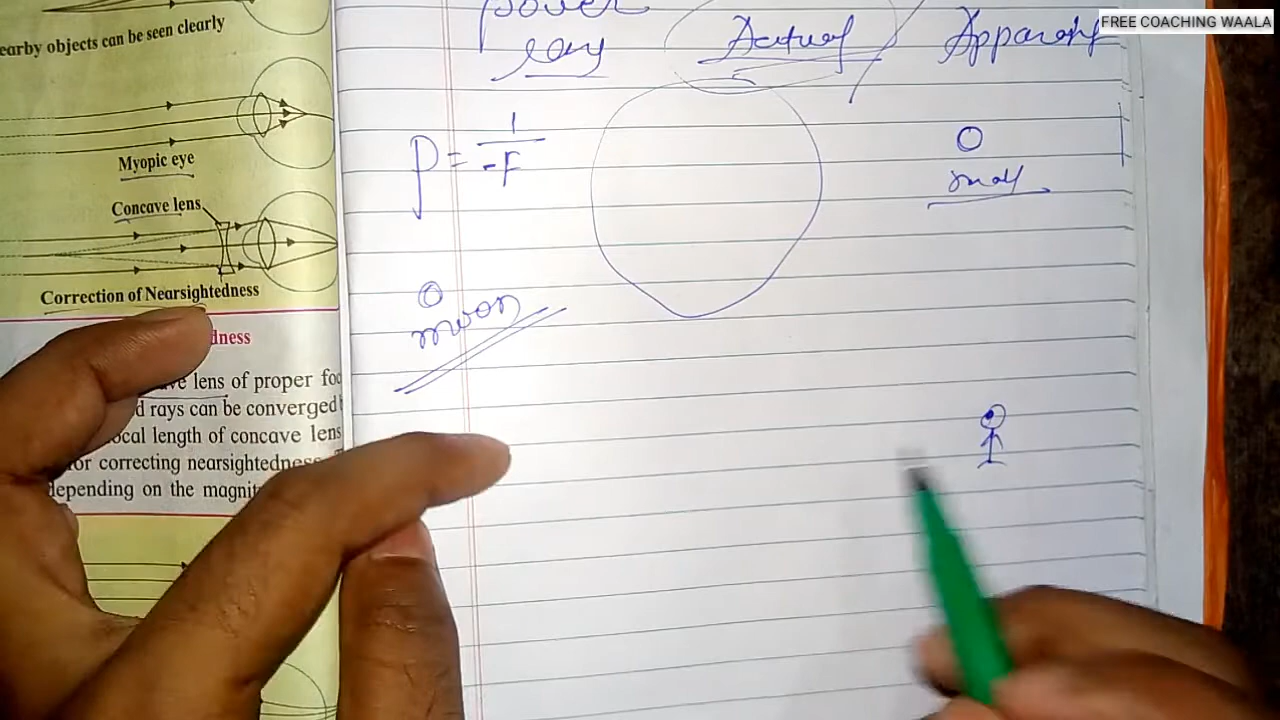 FREE COACHING WAALA
earby objects can be seen clearly
Myopic eye
Concave lens
Correction of Nearsightedness
dness
ve lens of proper foc
d rays can be converged
ocal length of concave lens
for correcting nearsightedness
depending on the magnit
power
Actual
Apparent
P = 1
-F
small
moon